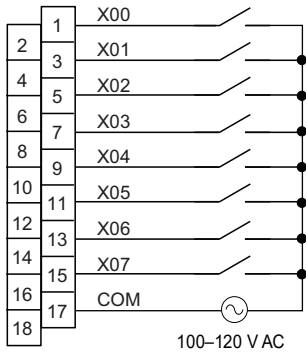 1 X00
2
3 X01
4
5 X02
6
7 X03
8
9 X04
10
11 X05
12
13 X06
14
15 X07
16
17 COM
18
100–120 V AC